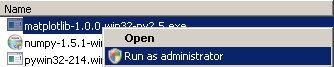 Name
matplotlib-1.0.0.win32-py2.5.exe
Open
numpy-1.5.1-wi
Run as administrator
pywin32-214.win